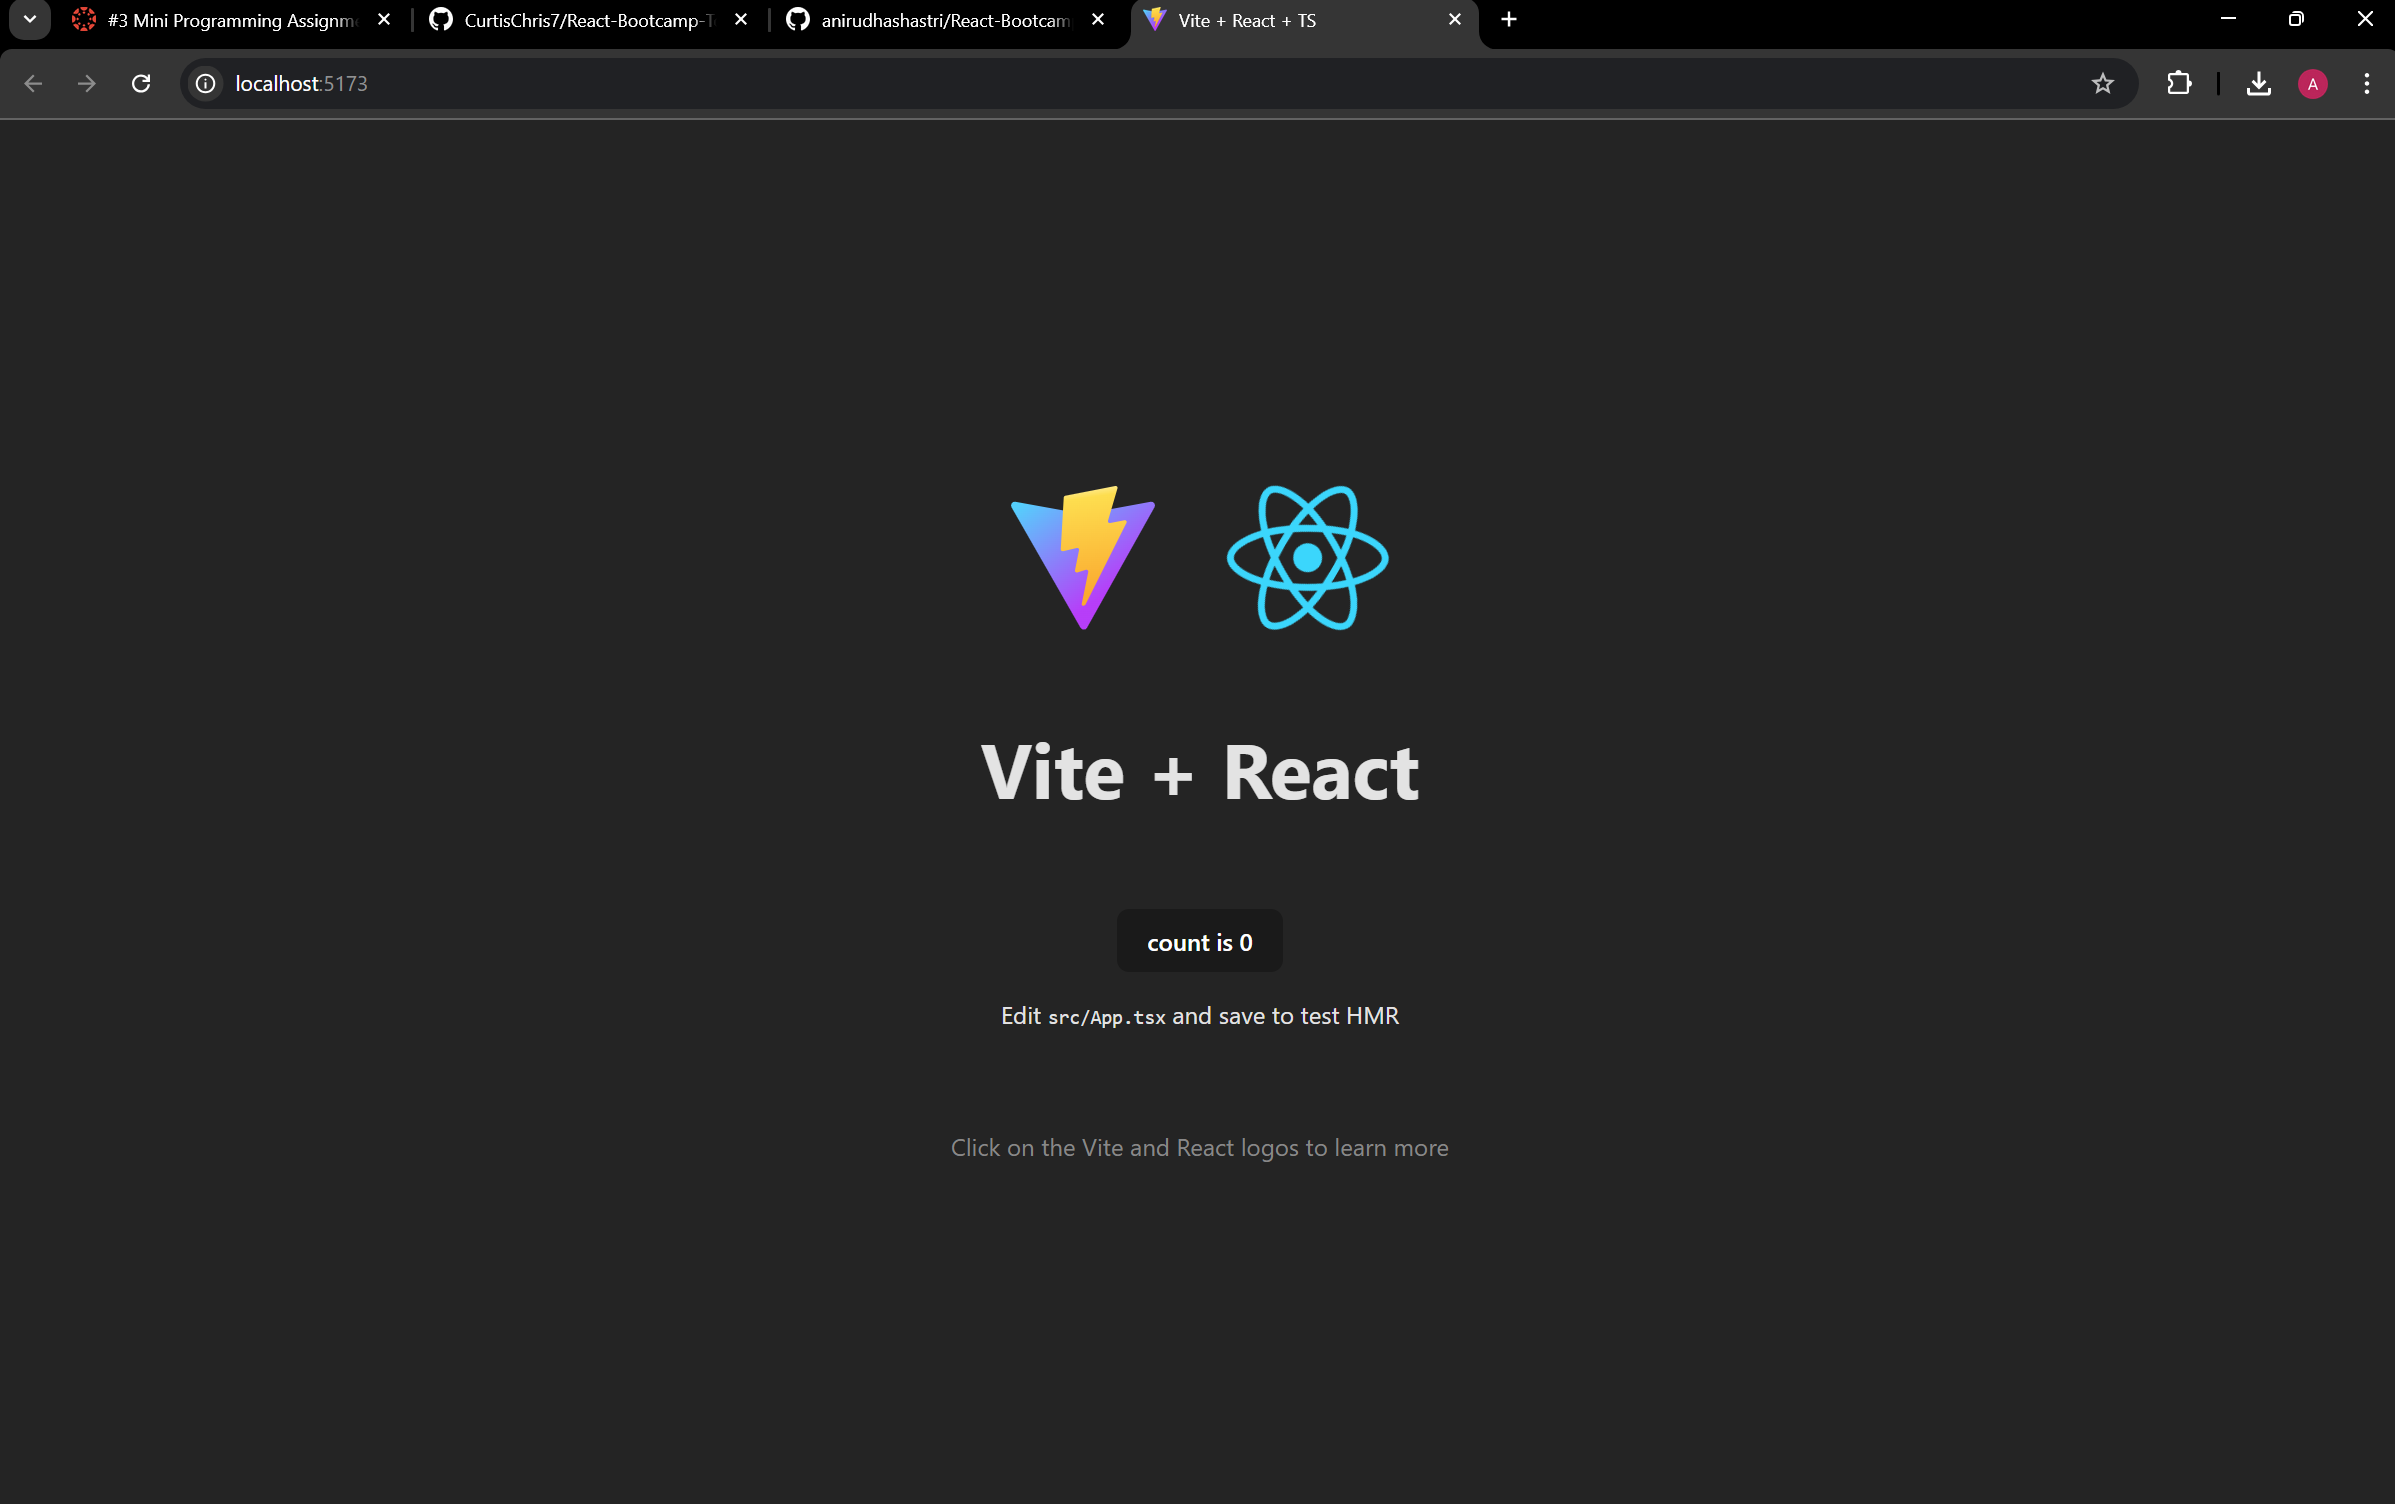 #3 Mini Programming Assignm
CurtisChris7/React-Bootcamp-T
anirudhashastri/React-Bootcam
Vite + React + TS
localhost:5173
A
Vite + React
count is 0
Edit src/App.tsx and save to test HMR
Click on the Vite and React logos to learn more